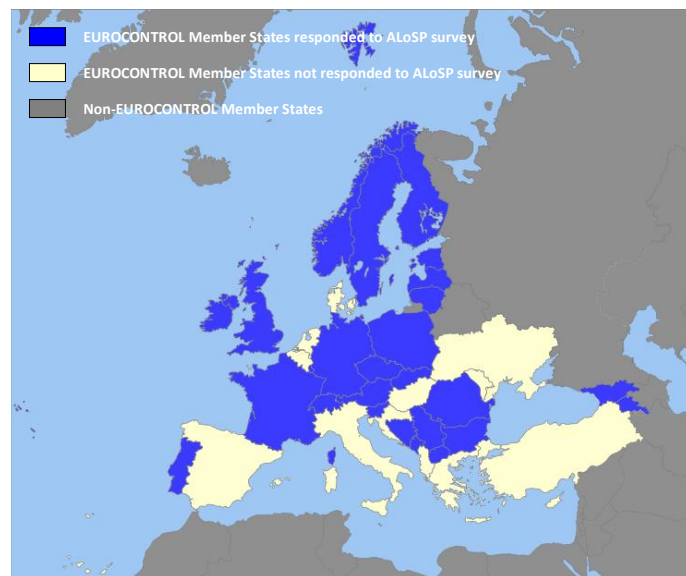 EUROCONTROL Member States responded to ALoSP survey
EUROCONTROL Member States not responded to ALoSP survey
Non-EUROCONTROL Member States